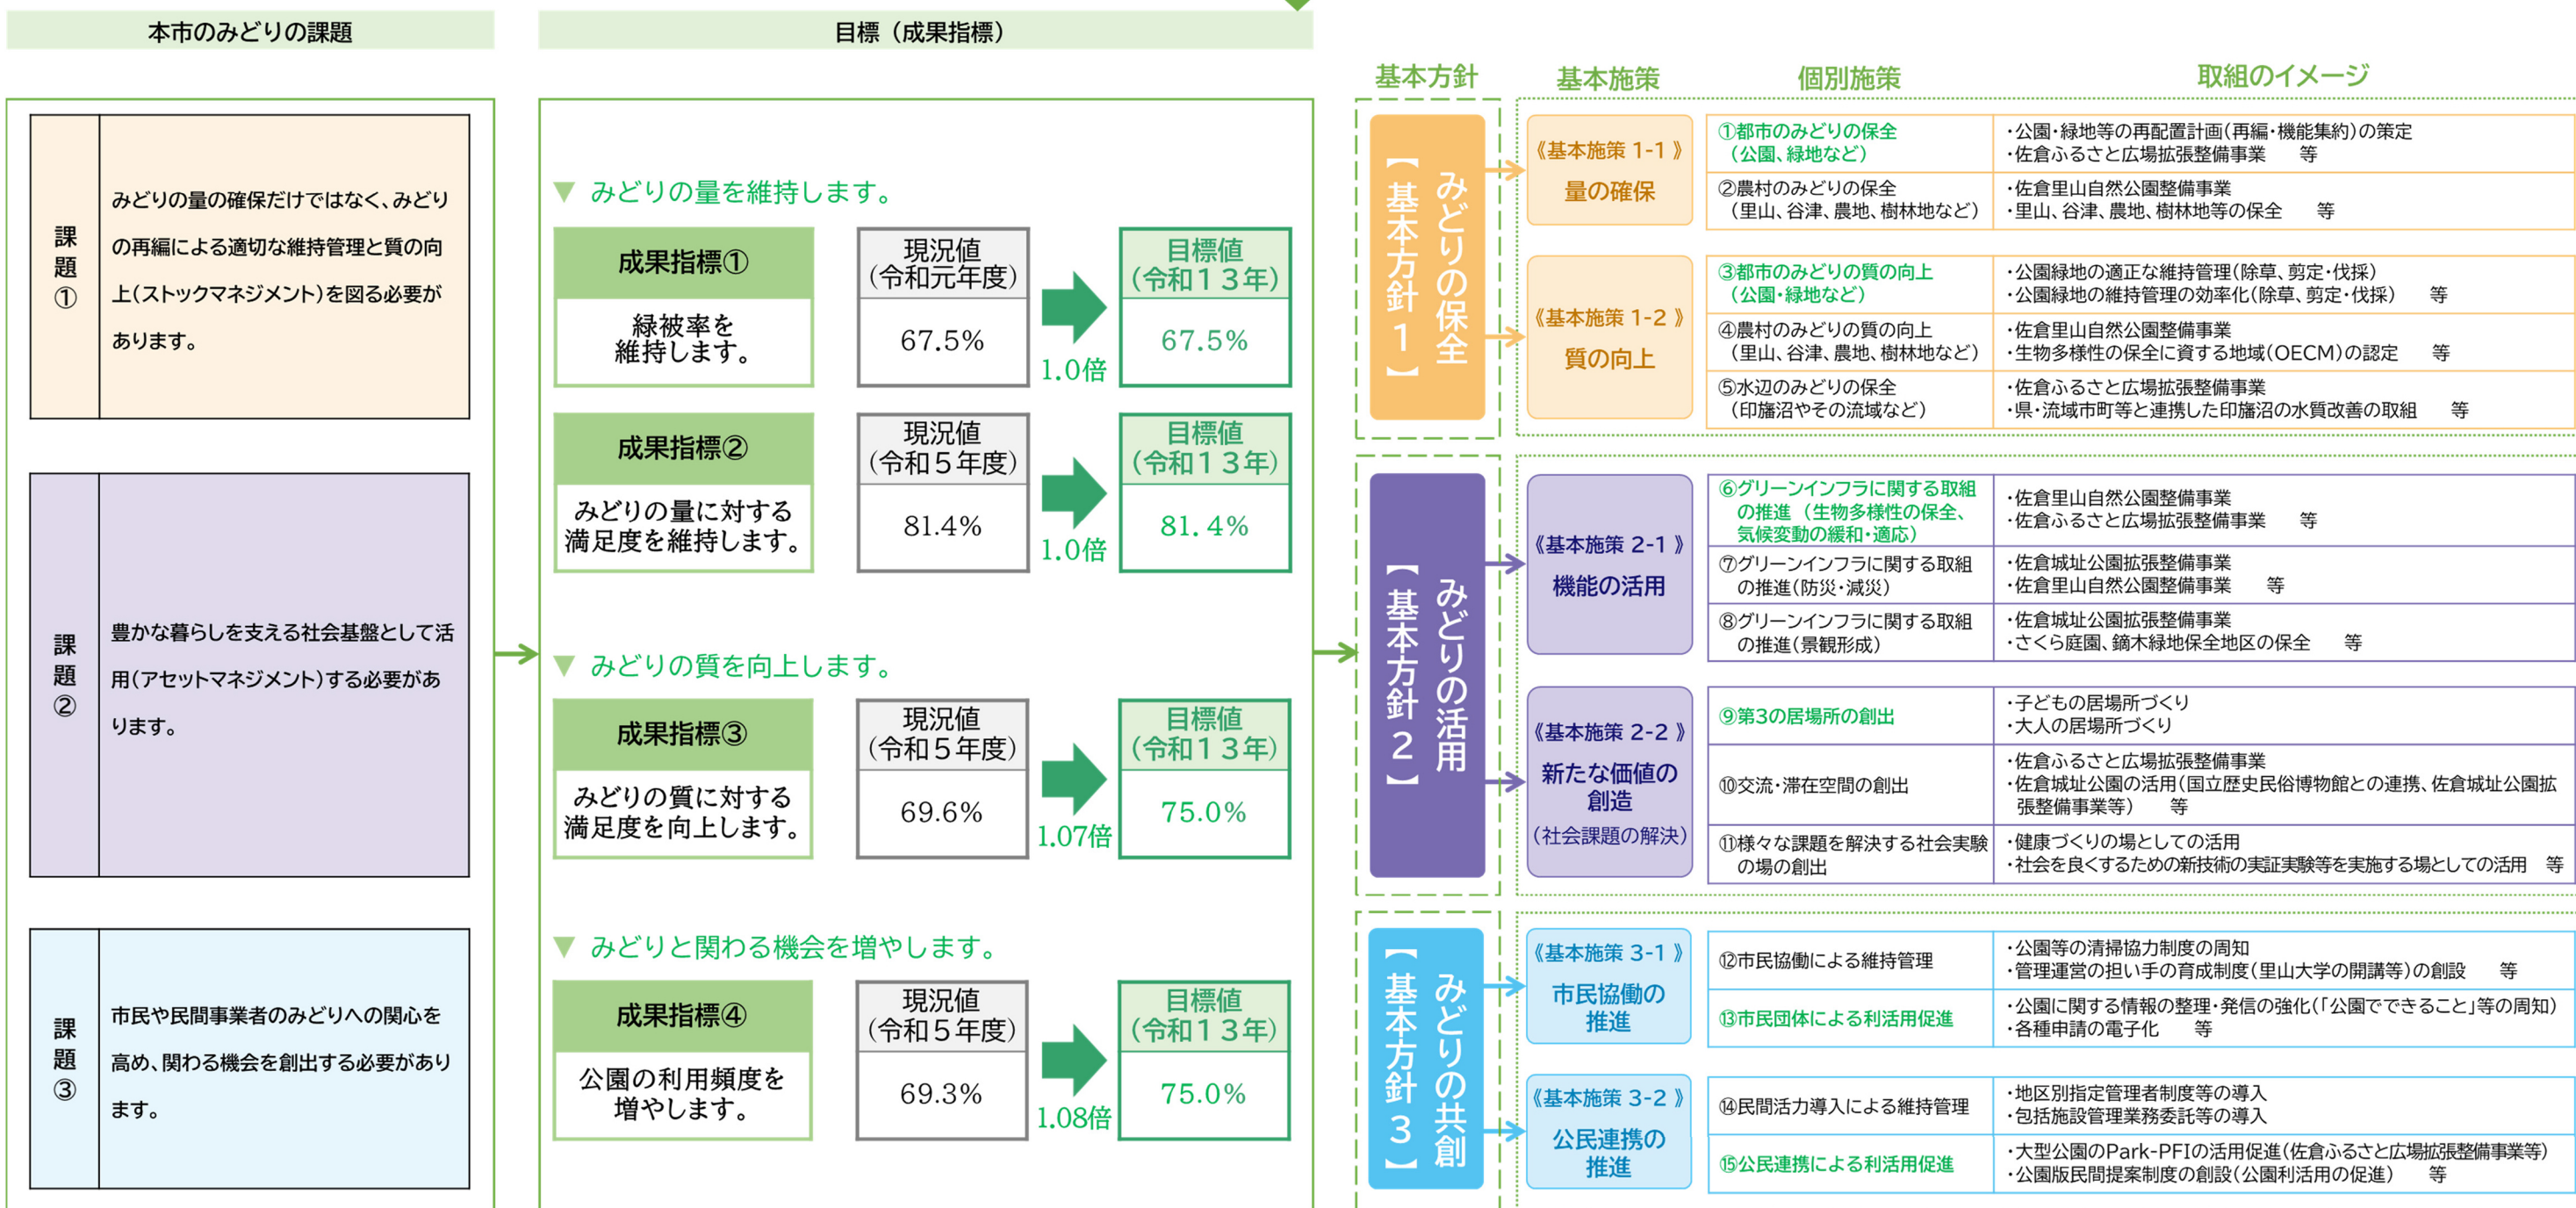 本市のみどりの課題
目標（成果指標）
課題①
みどりの量の確保だけではなく、みどり
の再編による適切な維持管理と質の向
上（ストックマネジメント）を図る必要が
あります。
課題②
豊かな暮らしを支える社会基盤として活
用（アセットマネジメント）する必要があ
ります。
課題③
市民や民間事業者のみどりへの関心を
高め、関わる機会を創出する必要があり
ます。
▼ みどりの量を維持します。
成果指標①
緑被率を
維持します。
現況値
（令和元年度）
67.5%
1.0倍
目標値
（令和１３年）
67.5%
成果指標②
みどりの量に対する
満足度を維持します。
現況値
（令和５年度）
81.4%
1.0倍
目標値
（令和１３年）
81.4%
▼ みどりの質を向上します。
成果指標③
みどりの質に対する
満足度を向上します。
現況値
（令和５年度）
69.6%
1.07倍
目標値
（令和１３年）
75.0%
▼ みどりと関わる機会を増やします。
成果指標④
公園の利用頻度を
増やします。
現況値
（令和５年度）
69.3%
1.08倍
目標値
（令和１３年）
75.0%
基本方針
基本施策
個別施策
取組のイメージ
【基本方針１】
みどりの保全
《基本施策 1-1 》
量の確保
①都市のみどりの保全
（公園、緑地など）
・公園・緑地等の再配置計画（再編・機能集約）の策定
・佐倉ふるさと広場拡張整備事業　等
②農村のみどりの保全
（里山、谷津、農地、樹林地など）
・佐倉里山自然公園整備事業
・里山、谷津、農地、樹林地等の保全　等
《基本施策 1-2 》
質の向上
③都市のみどりの質の向上
（公園・緑地など）
・公園緑地の適正な維持管理（除草、剪定・伐採）
・公園緑地の維持管理の効率化（除草、剪定・伐採）　等
④農村のみどりの質の向上
（里山、谷津、農地、樹林地など）
・佐倉里山自然公園整備事業
・生物多様性の保全に資する地域（OECM）の認定　等
⑤水辺のみどりの保全
（印旛沼やその流域など）
・佐倉ふるさと広場拡張整備事業
・県・流域市町等と連携した印旛沼の水質改善の取組　等
【基本方針２】
みどりの活用
《基本施策 2-1 》
機能の活用
⑥グリーンインフラに関する取組
の推進（生物多様性の保全、
気候変動の緩和・適応）
・佐倉里山自然公園整備事業
・佐倉ふるさと広場拡張整備事業　等
⑦グリーンインフラに関する取組
の推進（防災・減災）
・佐倉城址公園拡張整備事業
・佐倉里山自然公園整備事業　等
⑧グリーンインフラに関する取組
の推進（景観形成）
・佐倉城址公園拡張整備事業
・さくら庭園、鏑木緑地保全地区の保全　等
《基本施策 2-2 》
新たな価値の
創造
（社会課題の解決）
⑨第3の居場所の創出
・子どもの居場所づくり
・大人の居場所づくり
⑩交流・滞在空間の創出
・佐倉ふるさと広場拡張整備事業
・佐倉城址公園の活用（国立歴史民俗博物館との連携、佐倉城址公園拡
張整備事業等）　等
⑪様々な課題を解決する社会実験
の場の創出
・健康づくりの場としての活用
・社会を良くするための新技術の実証実験等を実施する場としての活用　等
【基本方針３】
みどりの共創
《基本施策 3-1 》
市民協働の
推進
⑫市民協働による維持管理
・公園等の清掃協力制度の周知
・管理運営の担い手の育成制度（里山大学の開講等）の創設　等
⑬市民団体による利活用促進
・公園に関する情報の整理・発信の強化（「公園でできること」等の周知）
・各種申請の電子化　等
《基本施策 3-2 》
公民連携の
推進
⑭民間活力導入による維持管理
・地区別指定管理者制度等の導入
・包括施設管理業務委託等の導入
⑮公民連携による利活用促進
・大型公園のPark-PFIの活用促進（佐倉ふるさと広場拡張整備事業等）
・公園版民間提案制度の創設（公園利活用の促進）　等